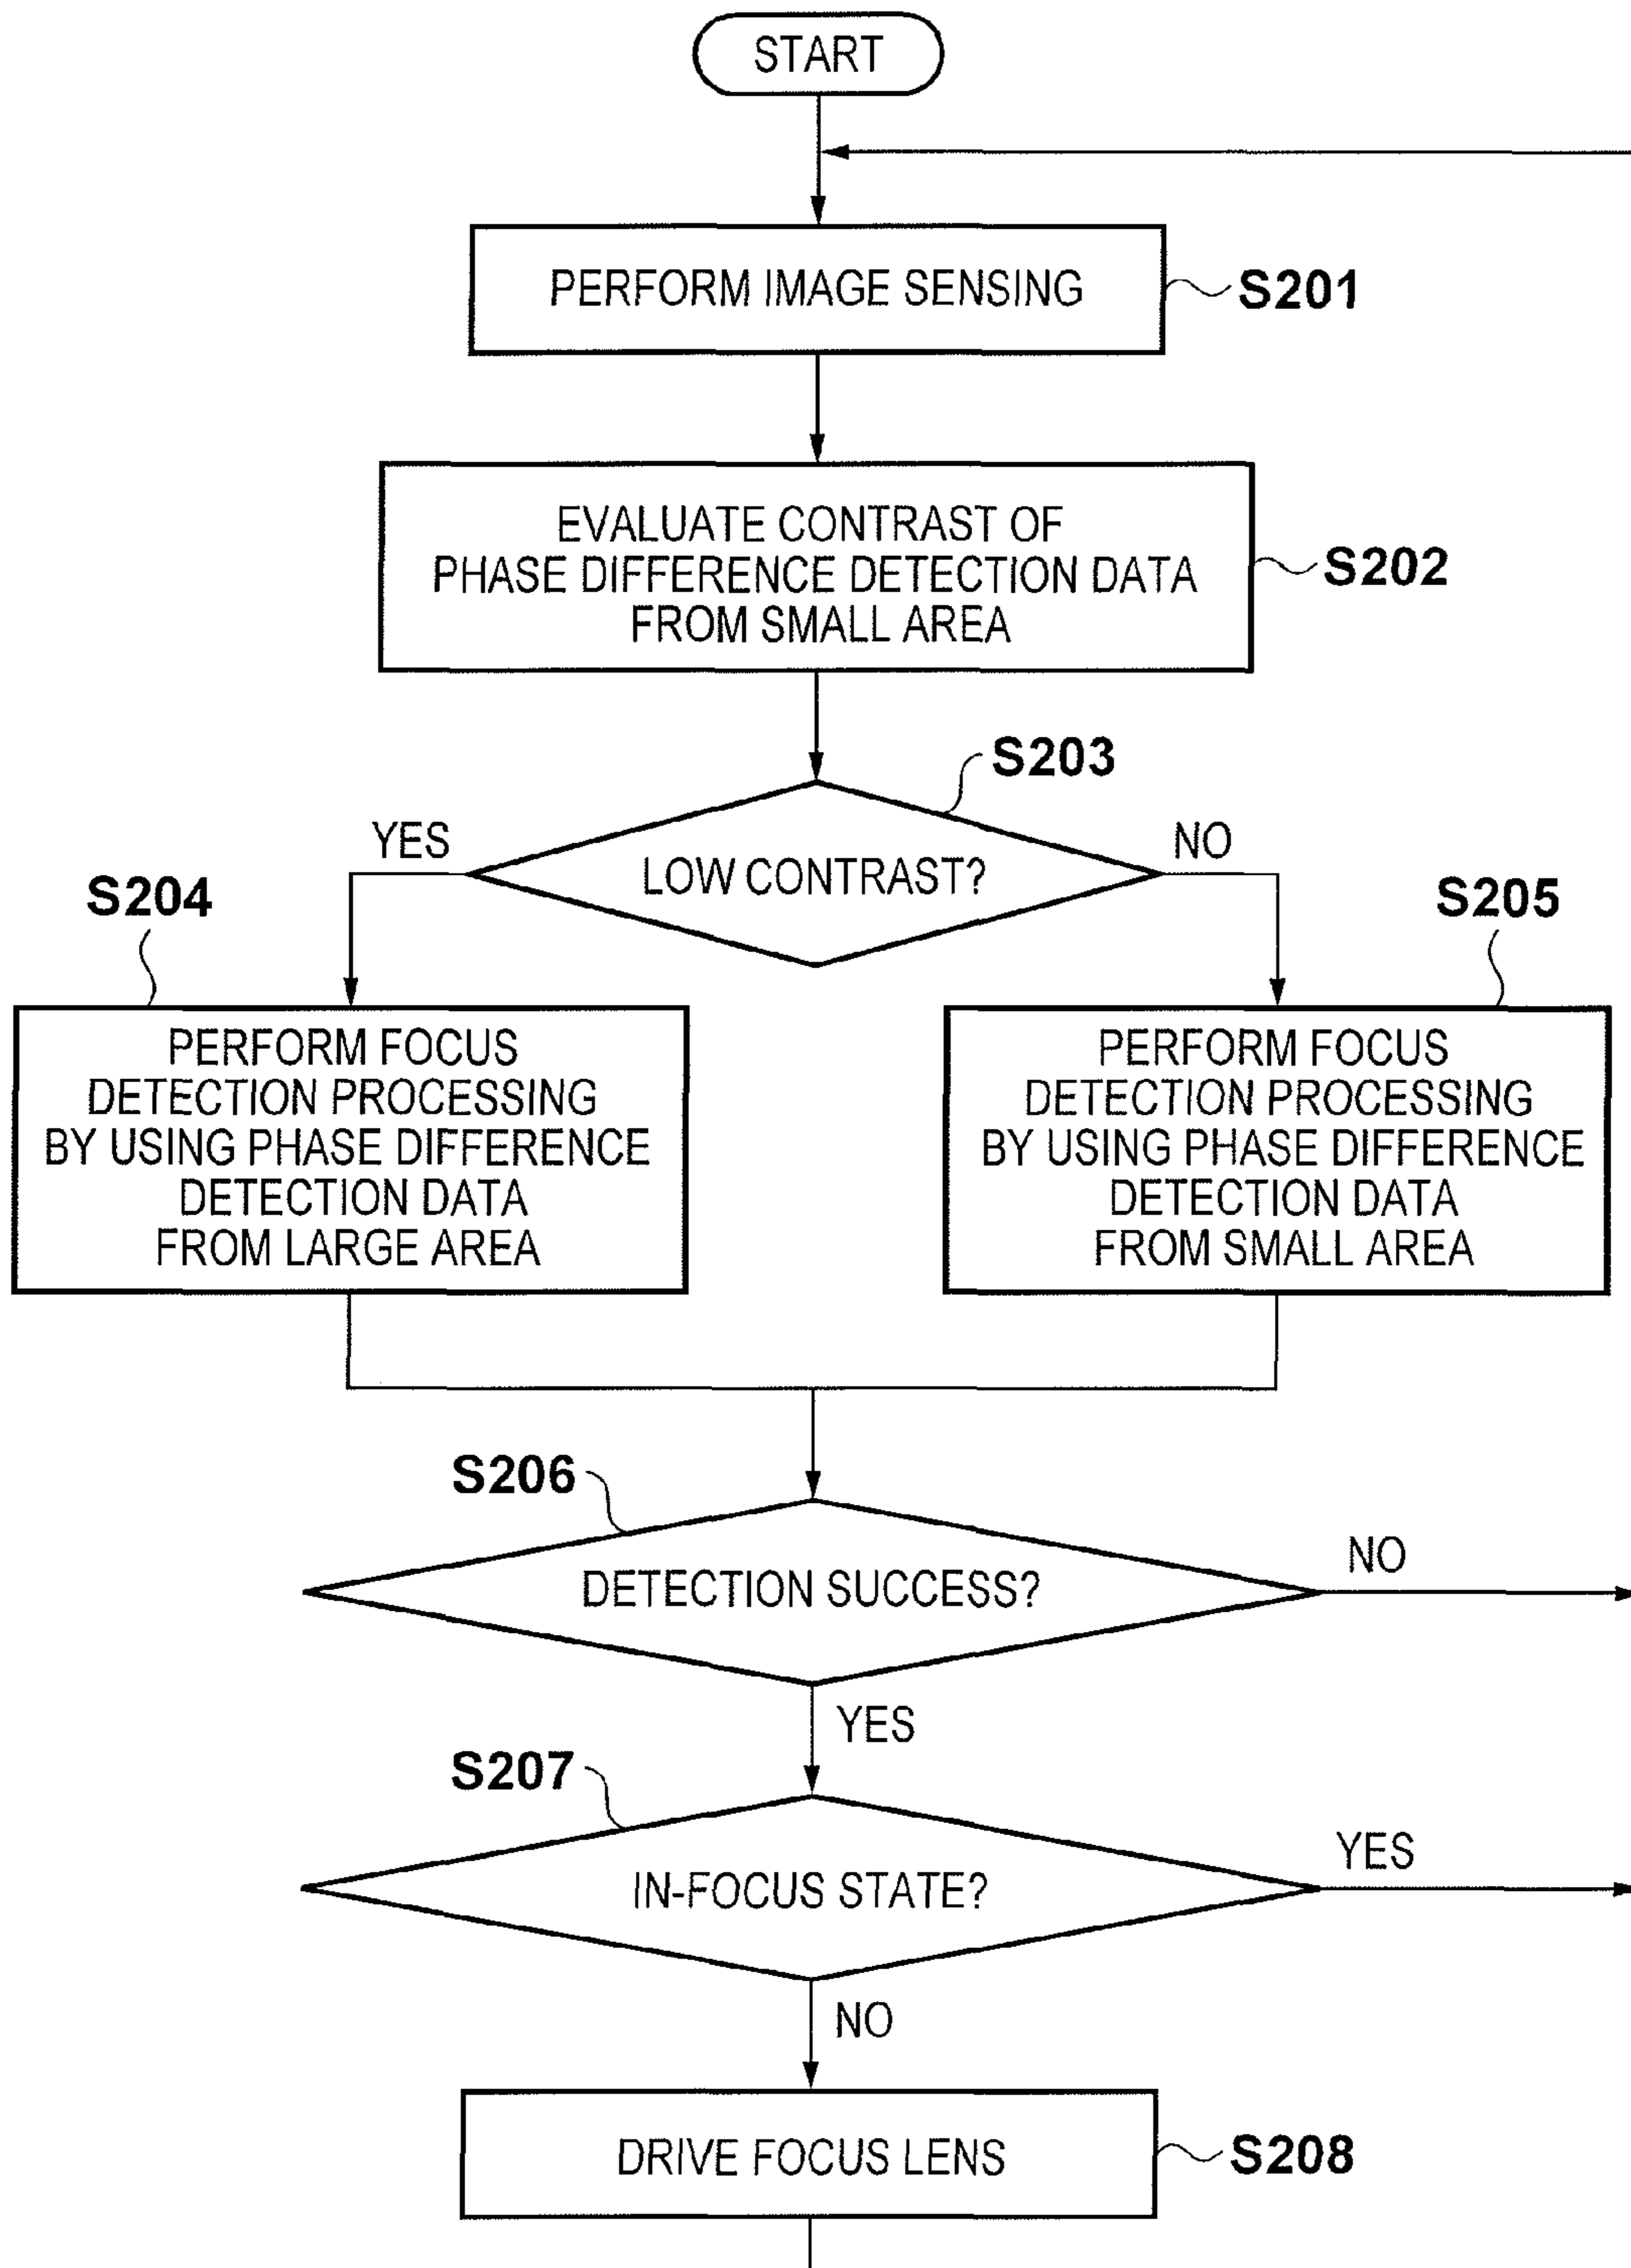 START
PERFORM IMAGE SENSING
S201
EVALUATE CONTRAST OF
PHASE DIFFERENCE DETECTION DATA
FROM SMALL AREA
S202
S203
YES
LOW CONTRAST?
NO
S204
S205
PERFORM FOCUS
DETECTION PROCESSING
BY USING PHASE DIFFERENCE
DETECTION DATA
FROM LARGE AREA
PERFORM FOCUS
DETECTION PROCESSING
BY USING PHASE DIFFERENCE
DETECTION DATA
FROM SMALL AREA
S206
DETECTION SUCCESS?
NO
YES
S207
IN-FOCUS STATE?
YES
NO
DRIVE FOCUS LENS
S208